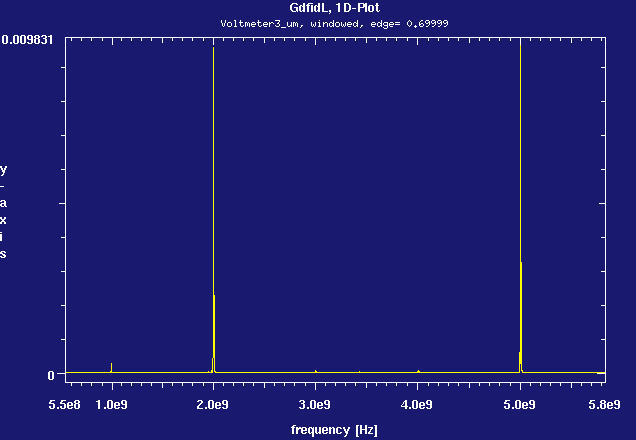 GdfidL, 1D-Plot
Voltmeter3_um, windowed, edge= 0.69999
0.009831
y-axis
0
5.5e8 1.0e9 2.0e9 3.0e9 4.0e9 5.0e9 5.8e9
frequency [Hz]